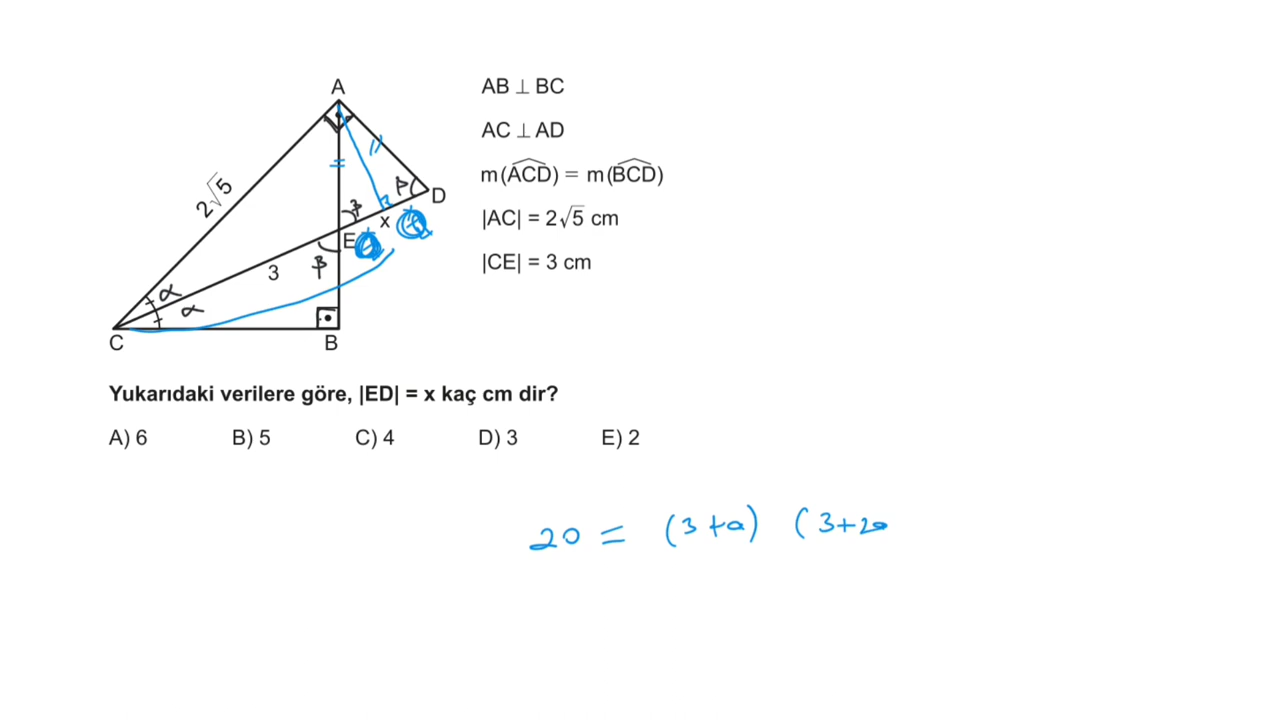 A
AB ⊥ BC
AC ⊥ AD
m(ACD) = m(BCD)
|AC| = 2√5 cm
|CE| = 3 cm
2√5
D
β
β
x
E
3
β
α
α
C
B
Yukarıdaki verilere göre, |ED| = x kaç cm dir?
A) 6 B) 5 C) 4 D) 3 E) 2
20 = (3+a) (3+2a